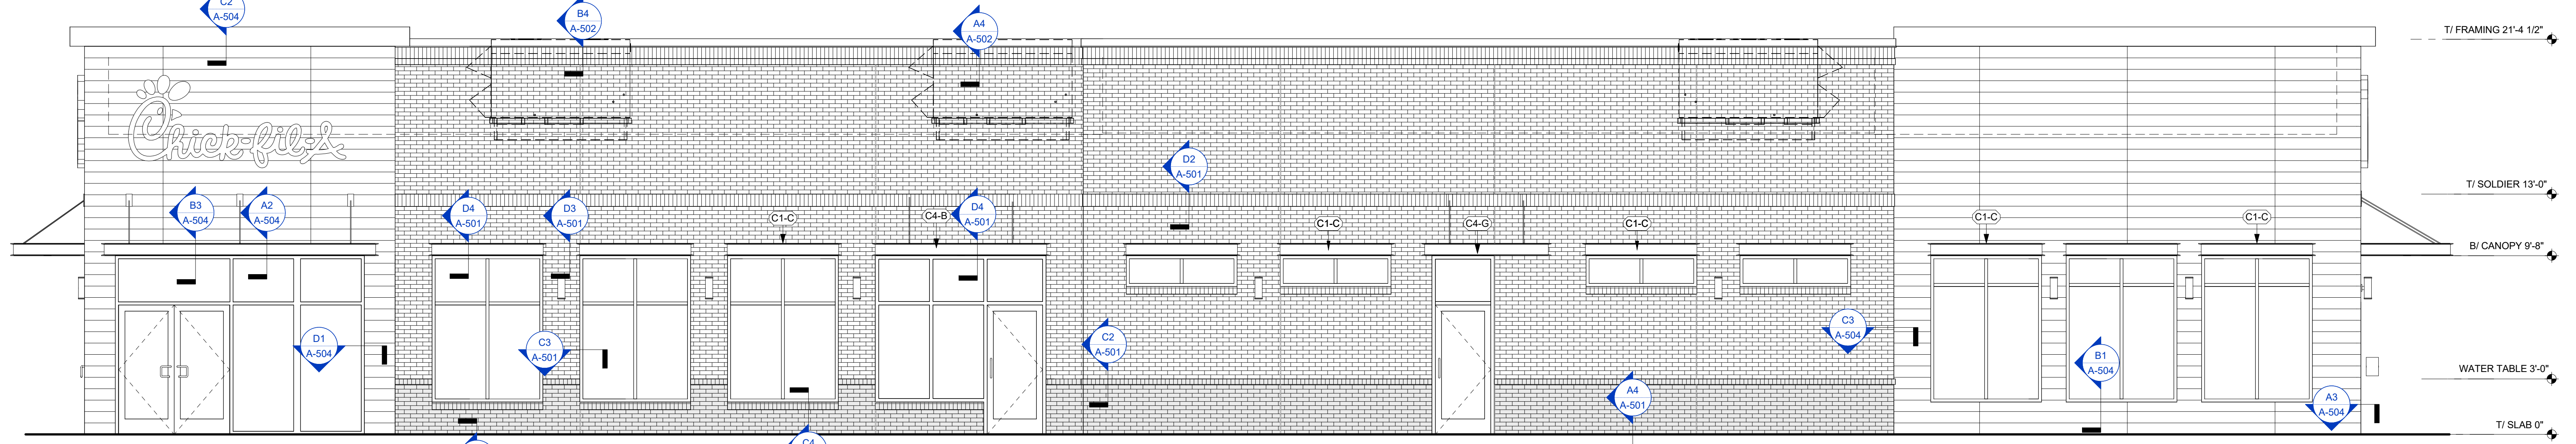 C2
A-504
B4
A-502
A4
A-502
T/ FRAMING 21'-4 1/2"
Chick-fil-A
D2
A-501
T/ SOLDIER 13'-0"
B3
A-504
A2
A-504
D4
A-501
D3
A-501
C1-C
C4-B
D4
A-501
C1-C
C4-G
C1-C
C1-C
C1-C
B/ CANOPY 9'-8"
D1
A-504
C3
A-501
C2
A-501
C3
A-504
B1
A-504
WATER TABLE 3'-0"
A4
A-501
A3
A-504
T/ SLAB 0"
C4